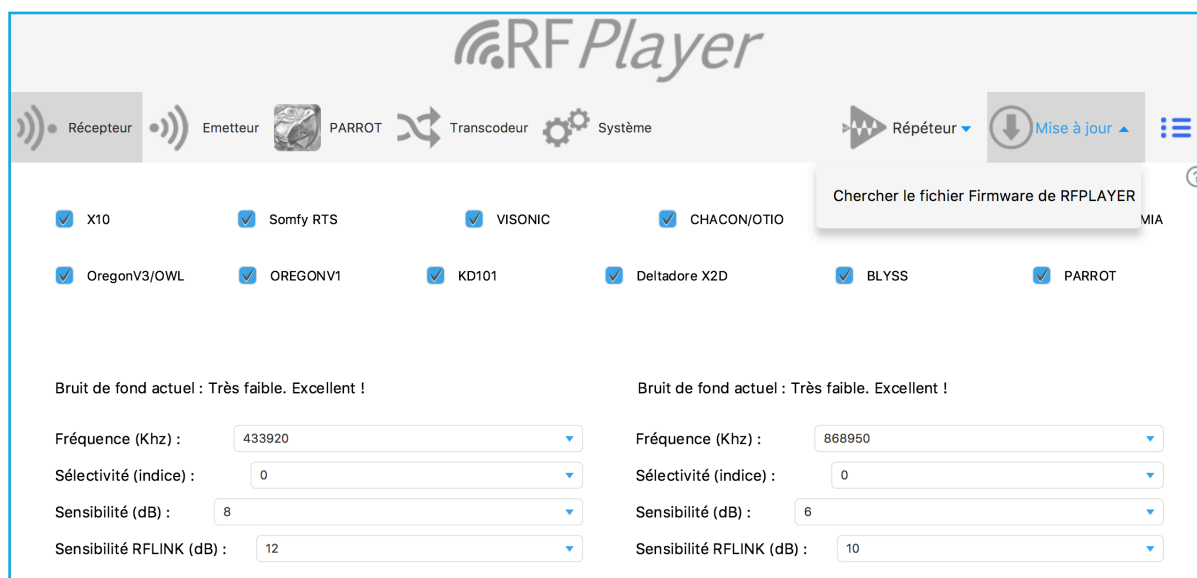 RFPlayer
Récepteur Emetteur PARROT Transcodeur Système Répéteur Mise à jour
Chercher le fichier Firmware de RFPLAYER
X10 Somfy RTS VISONIC CHACON/OTIO MIA
OregonV3/OWL OREGONV1 KD101 Deltadore X2D BLYSS PARROT
Bruit de fond actuel : Très faible. Excellent ! Bruit de fond actuel : Très faible. Excellent !
Fréquence (Khz) : 433920 Fréquence (Khz) : 868950
Sélectivité (indice) : 0 Sélectivité (indice) : 0
Sensibilité (dB) : 8 Sensibilité (dB) : 6
Sensibilité RFLINK (dB) : 12 Sensibilité RFLINK (dB) : 10